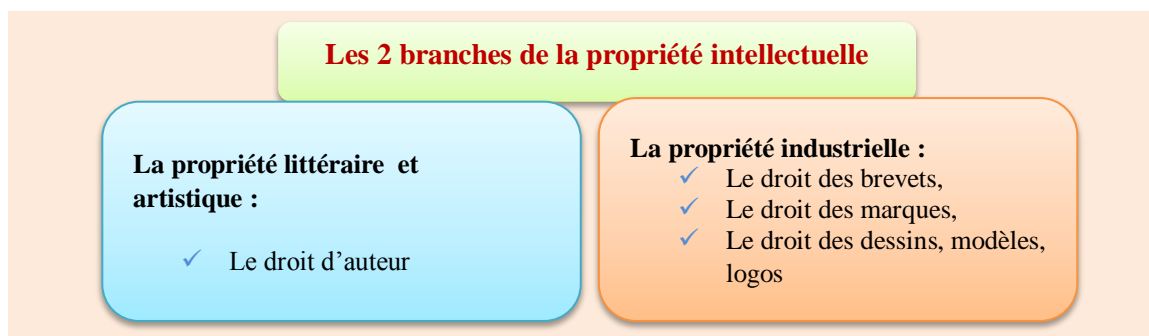 Les 2 branches de la propriété intellectuelle
La propriété littéraire et
artistique :
✓ Le droit d’auteur
La propriété industrielle :
✓ Le droit des brevets,
✓ Le droit des marques,
✓ Le droit des dessins, modèles,
logos